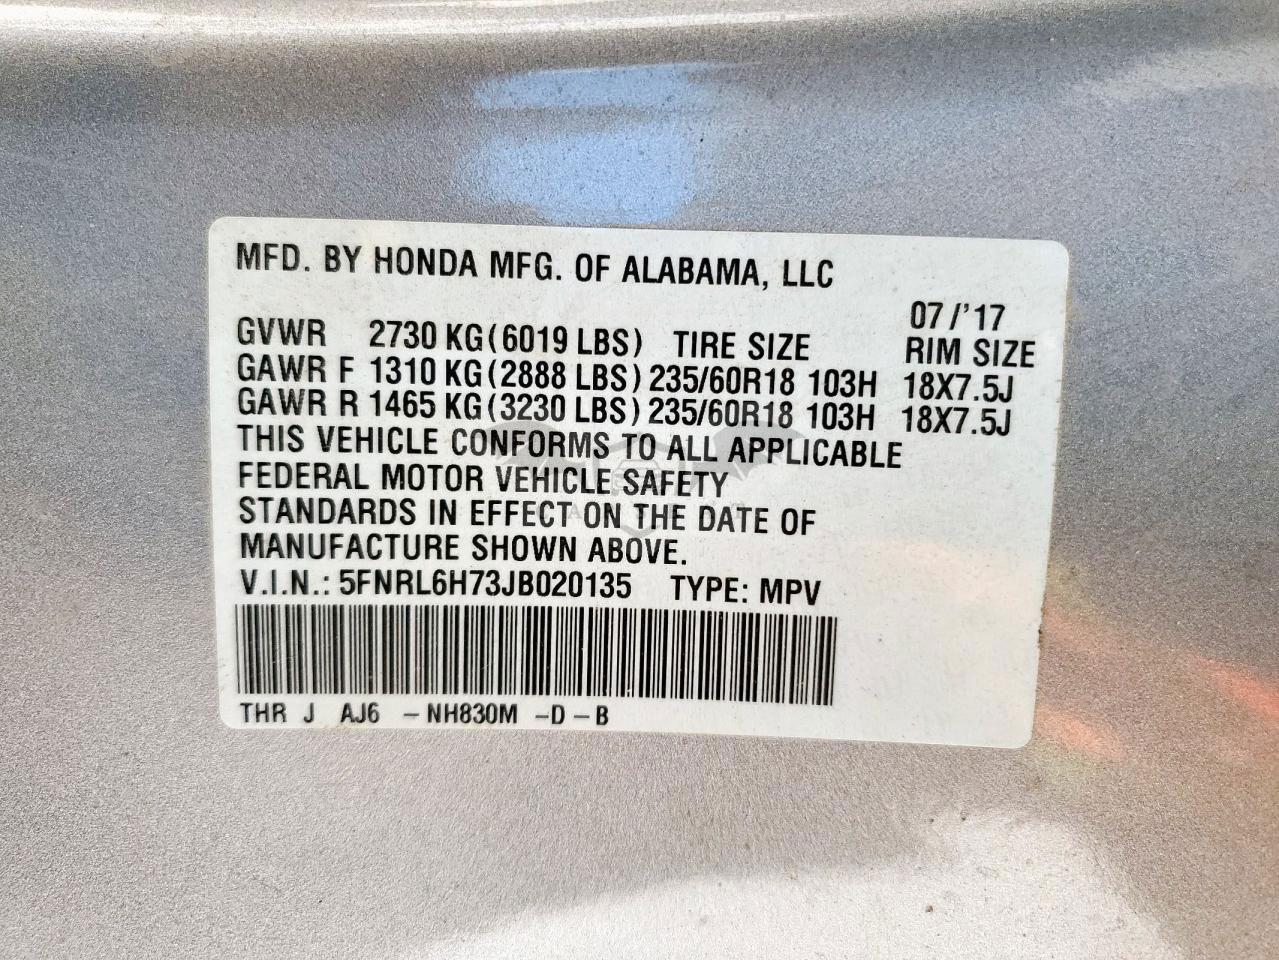 MFD. BY HONDA MFG. OF ALABAMA, LLC
07/'17
GVWR 2730 KG(6019 LBS) TIRE SIZE RIM SIZE
GAWR F 1310 KG(2888 LBS) 235/60R18 103H 18X7.5J
GAWR R 1465 KG(3230 LBS) 235/60R18 103H 18X7.5J
THIS VEHICLE CONFORMS TO ALL APPLICABLE
FEDERAL MOTOR VEHICLE SAFETY
STANDARDS IN EFFECT ON THE DATE OF
MANUFACTURE SHOWN ABOVE.
V.I.N.: 5FNRL6H73JB020135 TYPE: MPV
THR J AJ6 -NH830M -D-B